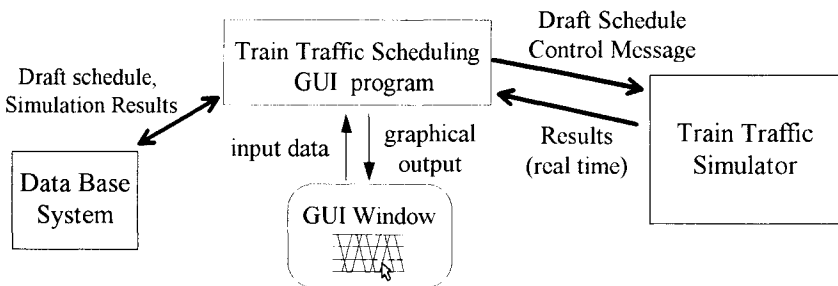 Draft Schedule
Control Message
Train Traffic Scheduling
GUI program
Draft schedule,
Simulation Results
input data
graphical
output
Results
(real time)
Train Traffic
Simulator
Data Base
System
GUI Window